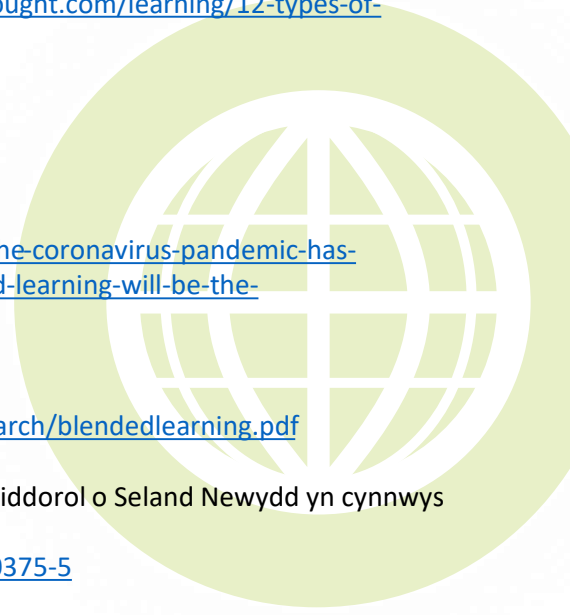 ought.com/learning/12-types-of-
ne-coronavirus-pandemic-has-
d-learning-will-be-the-
arch/blendedlearning.pdf
iddorol o Seland Newydd yn cynnwys
0375-5